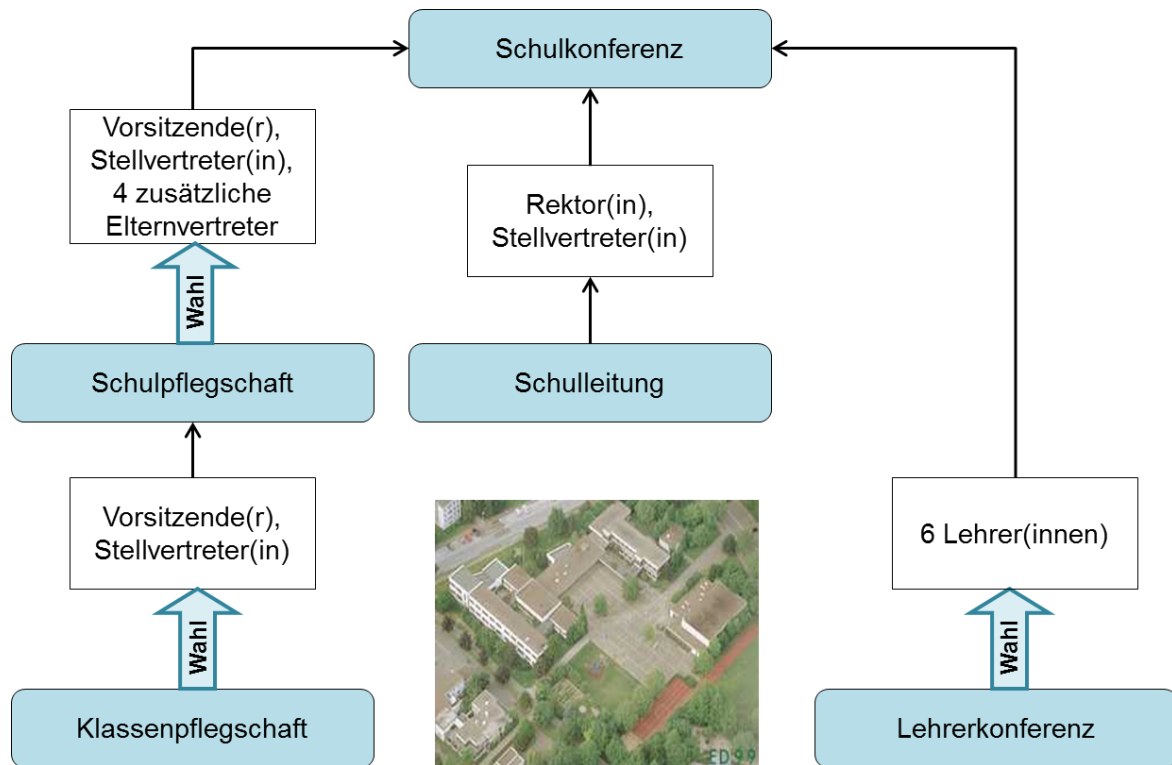 Schulkonferenz
Vorsitzende(r),
Stellvertreter(in),
4 zusätzliche
Elternvertreter
Rektor(in),
Stellvertreter(in)
Wahl
Schulpflegschaft
Schulleitung
Vorsitzende(r),
Stellvertreter(in)
6 Lehrer(innen)
Wahl
Wahl
Klassenpflegschaft
Lehrerkonferenz
ED99